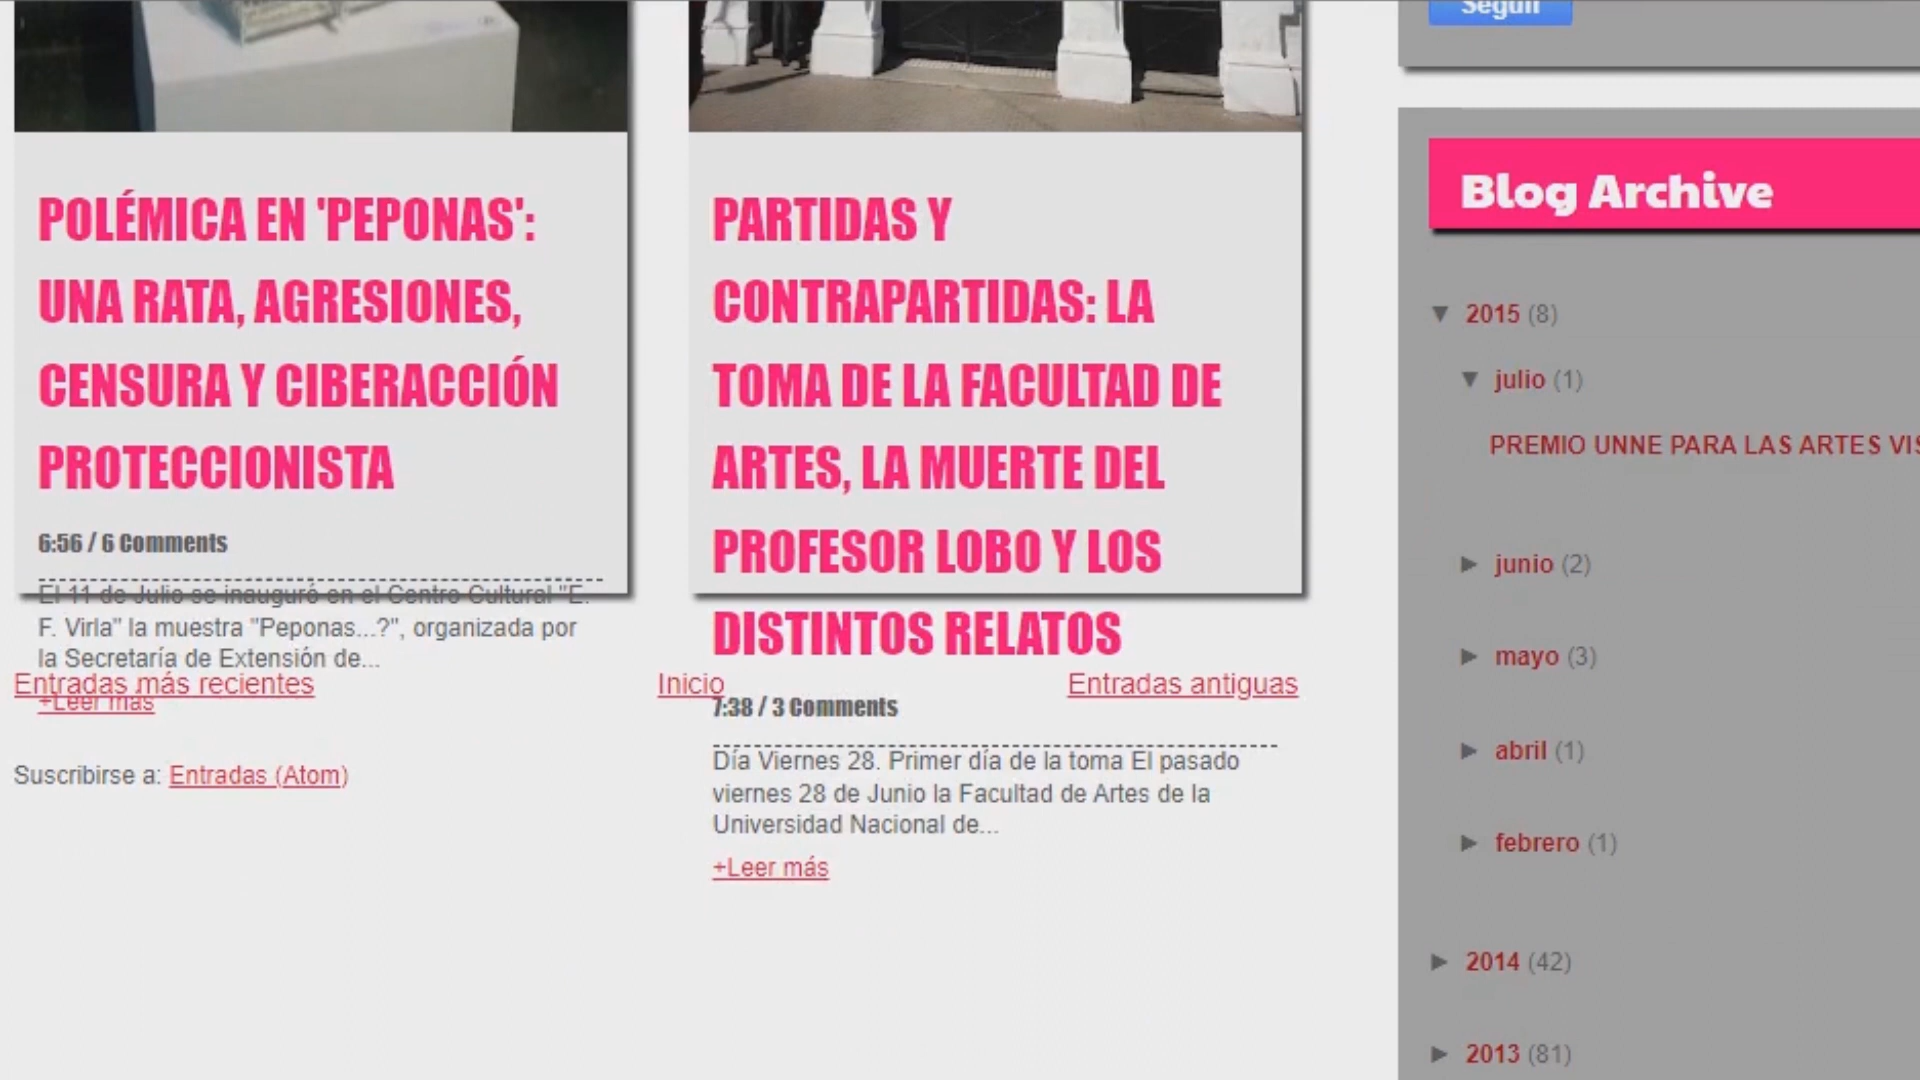 POLÉMICA EN 'PEPONAS':
UNA RATA, AGRESIONES,
CENSURA Y CIBERACCIÓN
PROTECCIONISTA
6:56 / 6 Comments
El 11 de Julio se inauguró en el Centro Cultural "E.
F. Virla" la muestra "Peponas...?", organizada por
la Secretaría de Extensión de...
+Leer más
PARTIDAS Y
CONTRAPARTIDAS: LA
TOMA DE LA FACULTAD DE
ARTES, LA MUERTE DEL
PROFESOR LOBO Y LOS
DISTINTOS RELATOS
7:38 / 3 Comments
Día Viernes 28. Primer día de la toma El pasado
viernes 28 de Junio la Facultad de Artes de la
Universidad Nacional de...
+Leer más
Entradas más recientes
Inicio
Entradas antiguas
Suscribirse a: Entradas (Atom)
Seguir
Blog Archive
▼ 2015 (8)
▼ julio (1)
PREMIO UNNE PARA LAS ARTES VIS
► junio (2)
► mayo (3)
► abril (1)
► febrero (1)
► 2014 (42)
► 2013 (81)